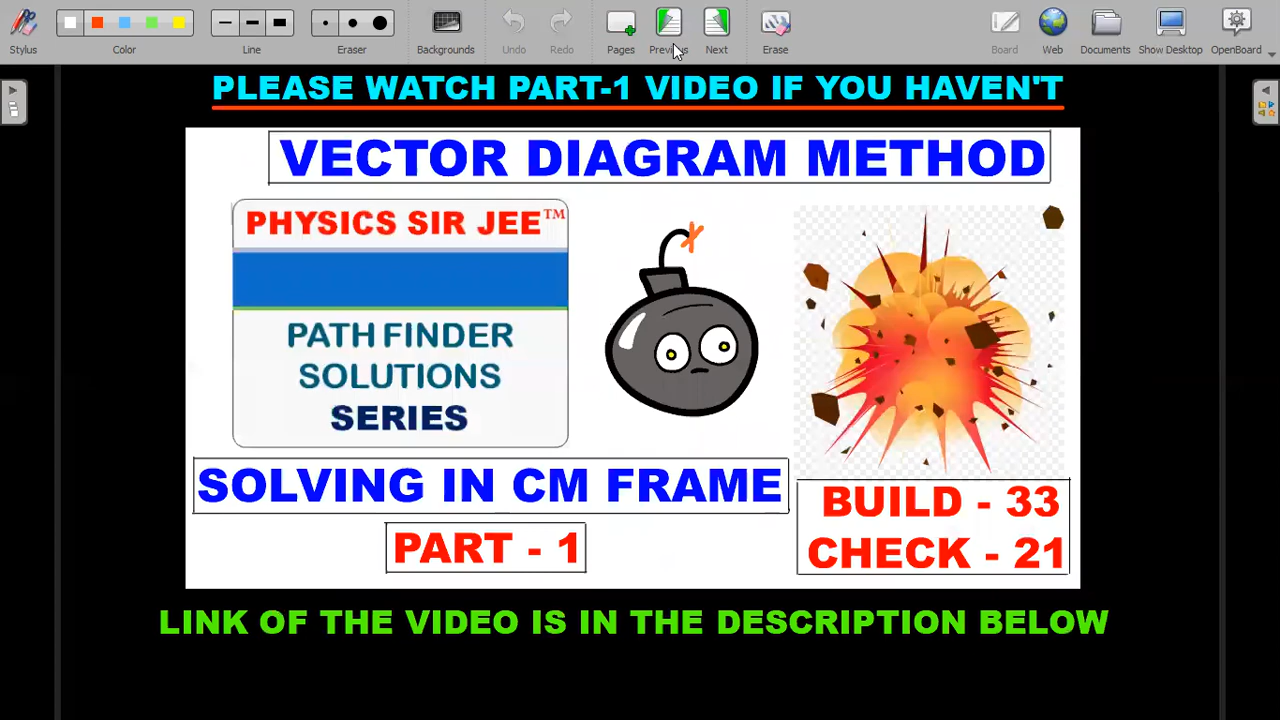 Stylus
Color
Line
Eraser
Backgrounds
Undo
Redo
Pages
Previous
Next
Erase
Board
Web
Documents
Show Desktop
OpenBoard
PLEASE WATCH PART-1 VIDEO IF YOU HAVEN'T
VECTOR DIAGRAM METHOD
PHYSICS SIR JEE™
PATH FINDER
SOLUTIONS
SERIES
SOLVING IN CM FRAME
PART - 1
BUILD - 33
CHECK - 21
LINK OF THE VIDEO IS IN THE DESCRIPTION BELOW